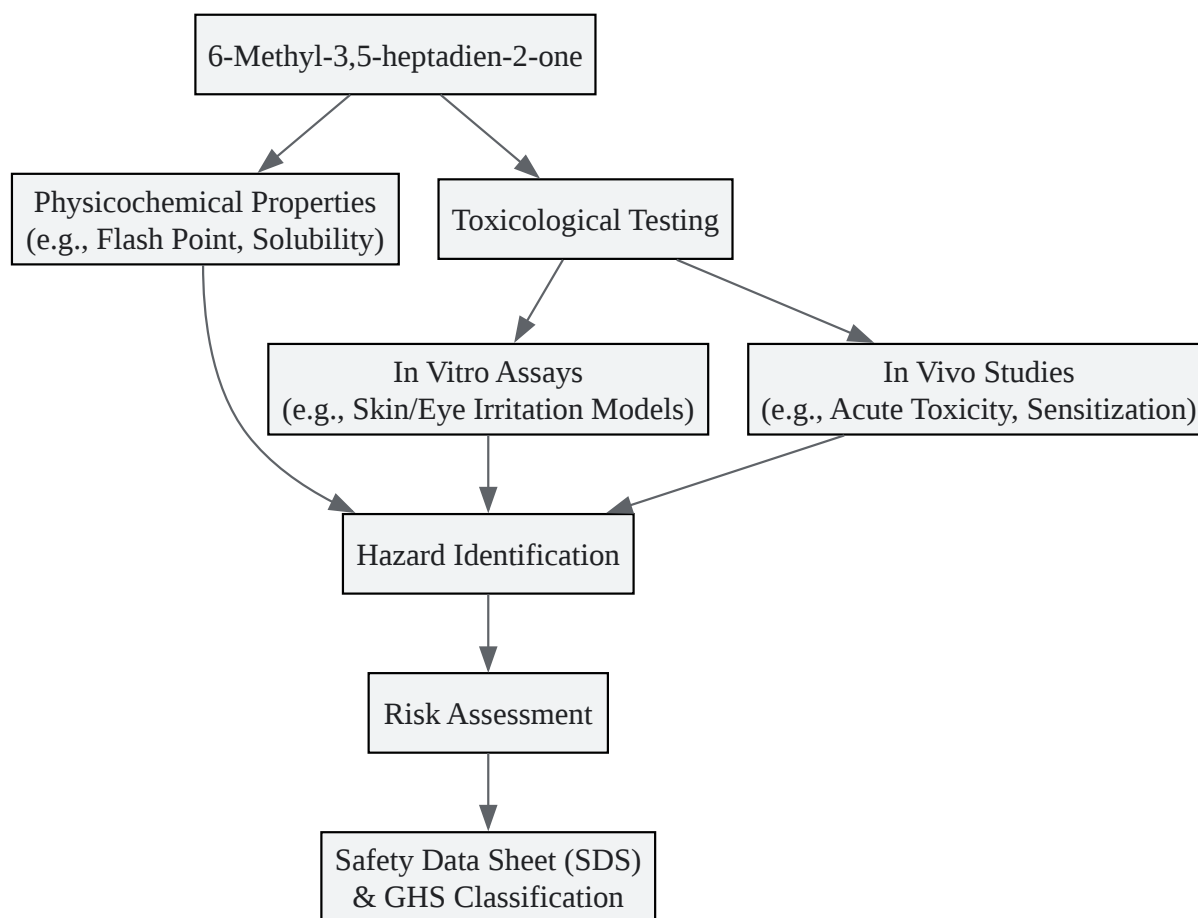 6-Methyl-3,5-heptadien-2-one
Physicochemical Properties
(e.g., Flash Point, Solubility)
Toxicological Testing
In Vitro Assays
(e.g., Skin/Eye Irritation Models)
In Vivo Studies
(e.g., Acute Toxicity, Sensitization)
Hazard Identification
Risk Assessment
Safety Data Sheet (SDS)
& GHS Classification